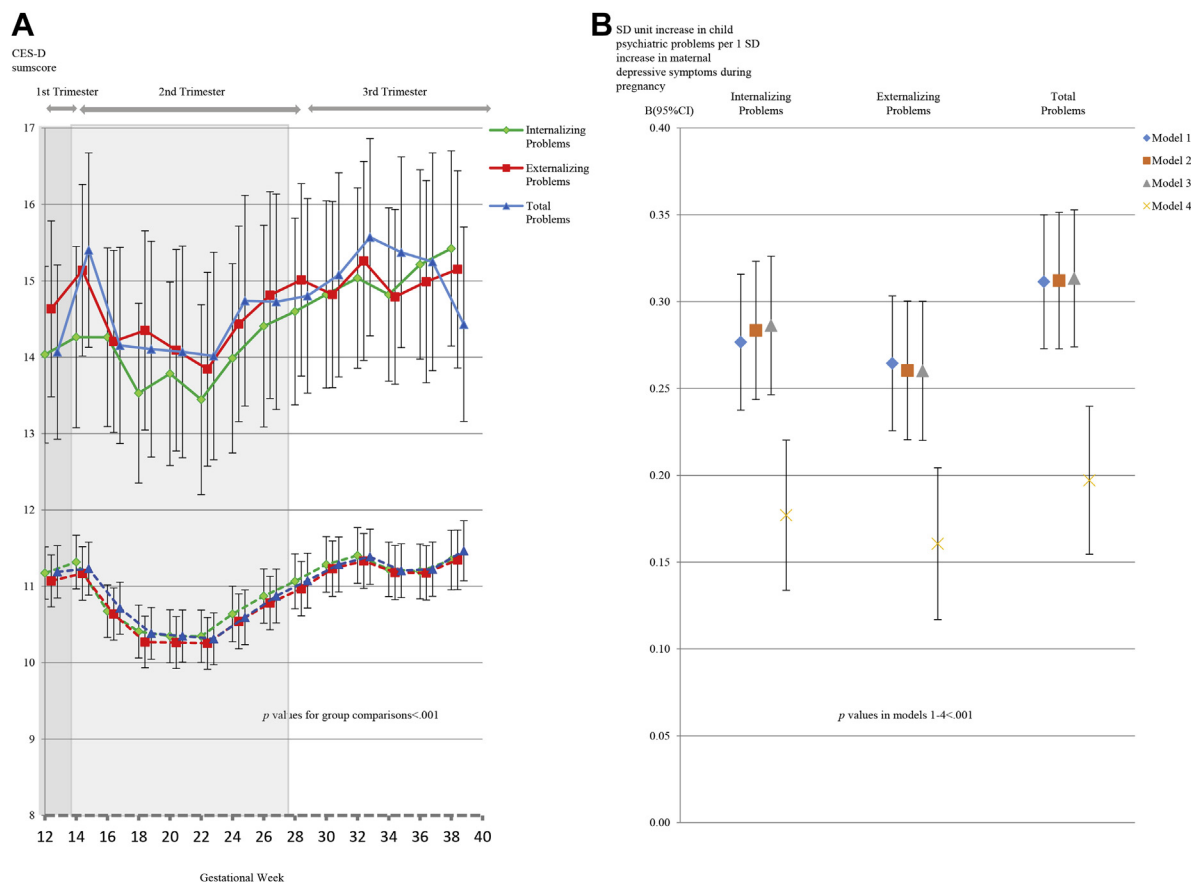 A
CES-D
sumscore
1st Trimester
2nd Trimester
3rd Trimester
17
16
15
14
13
12
11
10
9
8
12 14 16 18 20 22 24 26 28 30 32 34 36 38 40
Gestational Week
Internalizing
Problems
Externalizing
Problems
Total
Problems
p values for group comparisons<.001
B
SD unit increase in child
psychiatric problems per 1 SD
increase in maternal
depressive symptoms during
pregnancy
B(95%CI)
Internalizing
Problems
Externalizing
Problems
Total
Problems
0.40
0.35
0.30
0.25
0.20
0.15
0.10
0.05
0.00
Model 1
Model 2
Model 3
Model 4
p values in models 1-4<.001